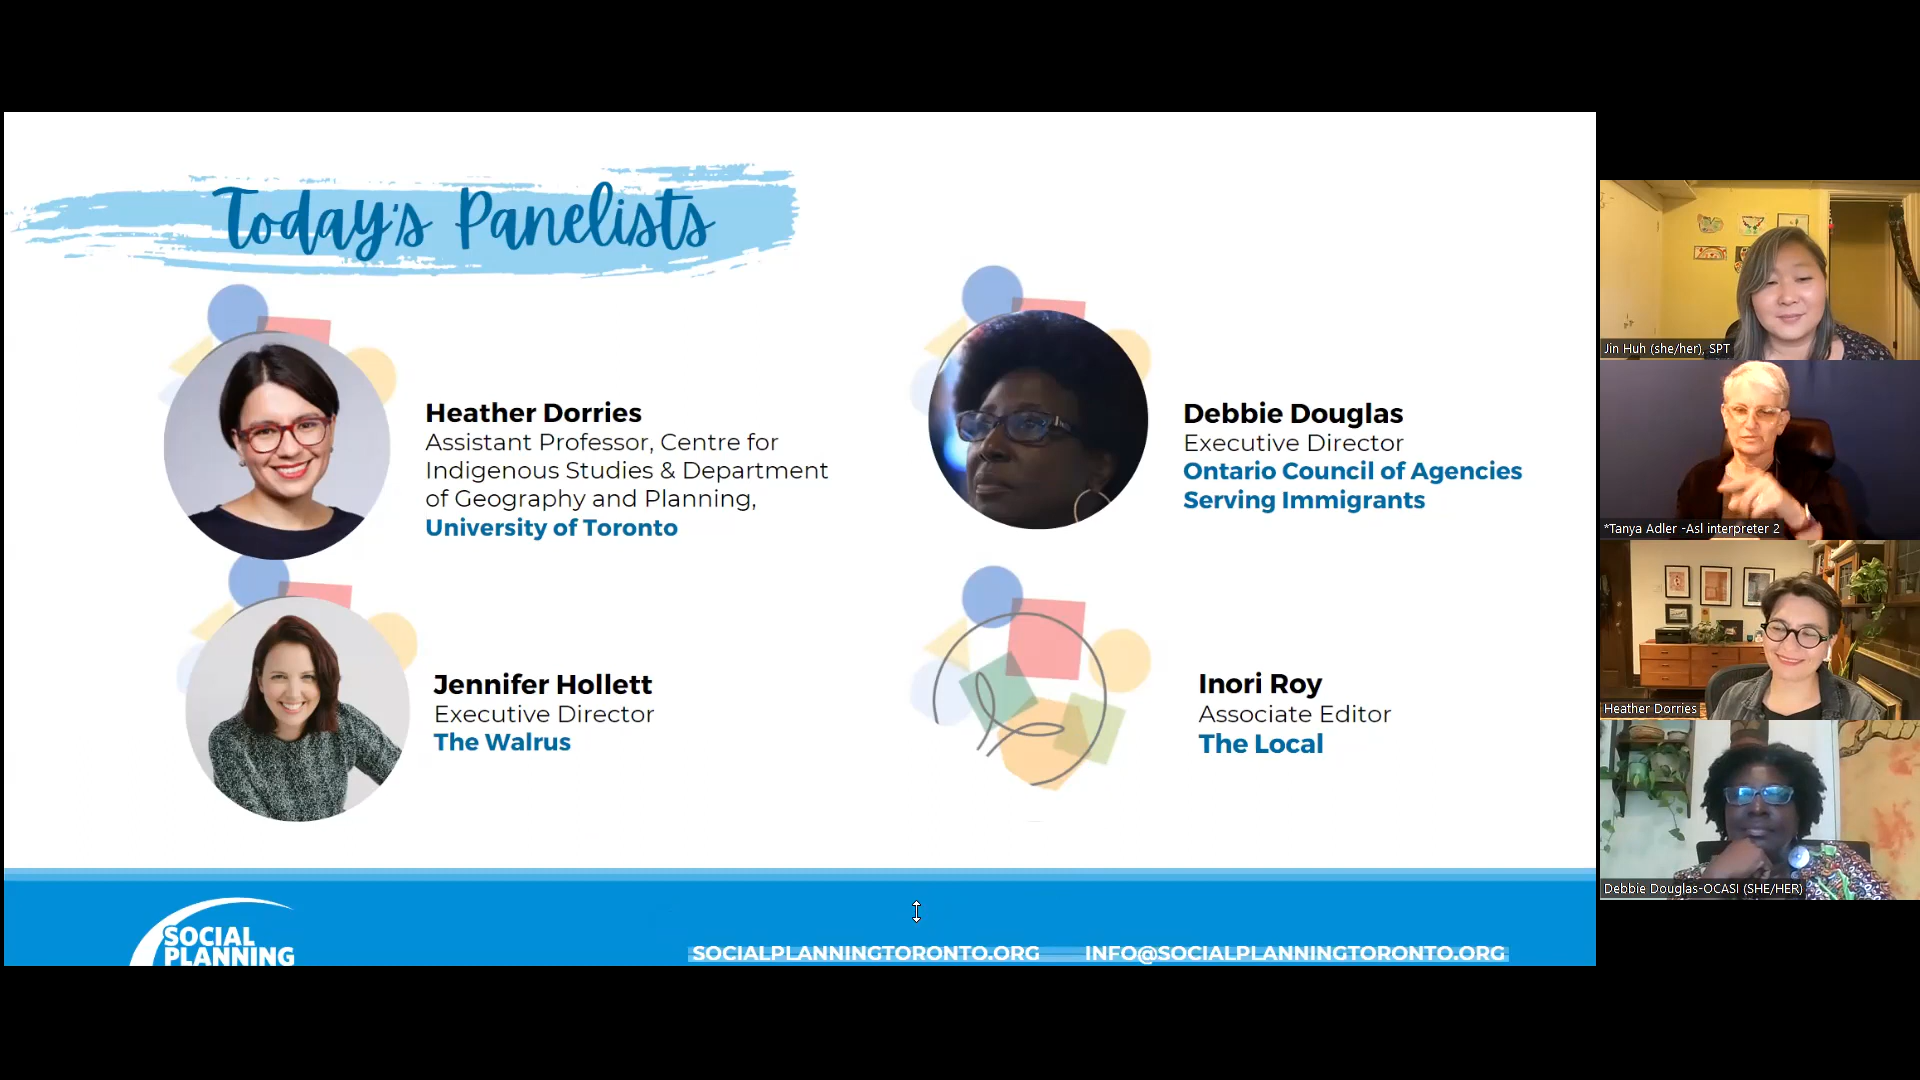 Today's Panelists
Heather Dorries
Assistant Professor, Centre for
Indigenous Studies & Department
of Geography and Planning,
University of Toronto
Debbie Douglas
Executive Director
Ontario Council of Agencies
Serving Immigrants
Jennifer Hollett
Executive Director
The Walrus
Inori Roy
Associate Editor
The Local
SOCIAL
PLANNING
SOCIALPLANNINGTORONTO.ORG
INFO@SOCIALPLANNINGTORONTO.ORG
Jin Huh (she/her), SPT
*Tanya Adler -Asl interpreter 2
Heather Dorries
Debbie Douglas-OCASI (SHE/HER)